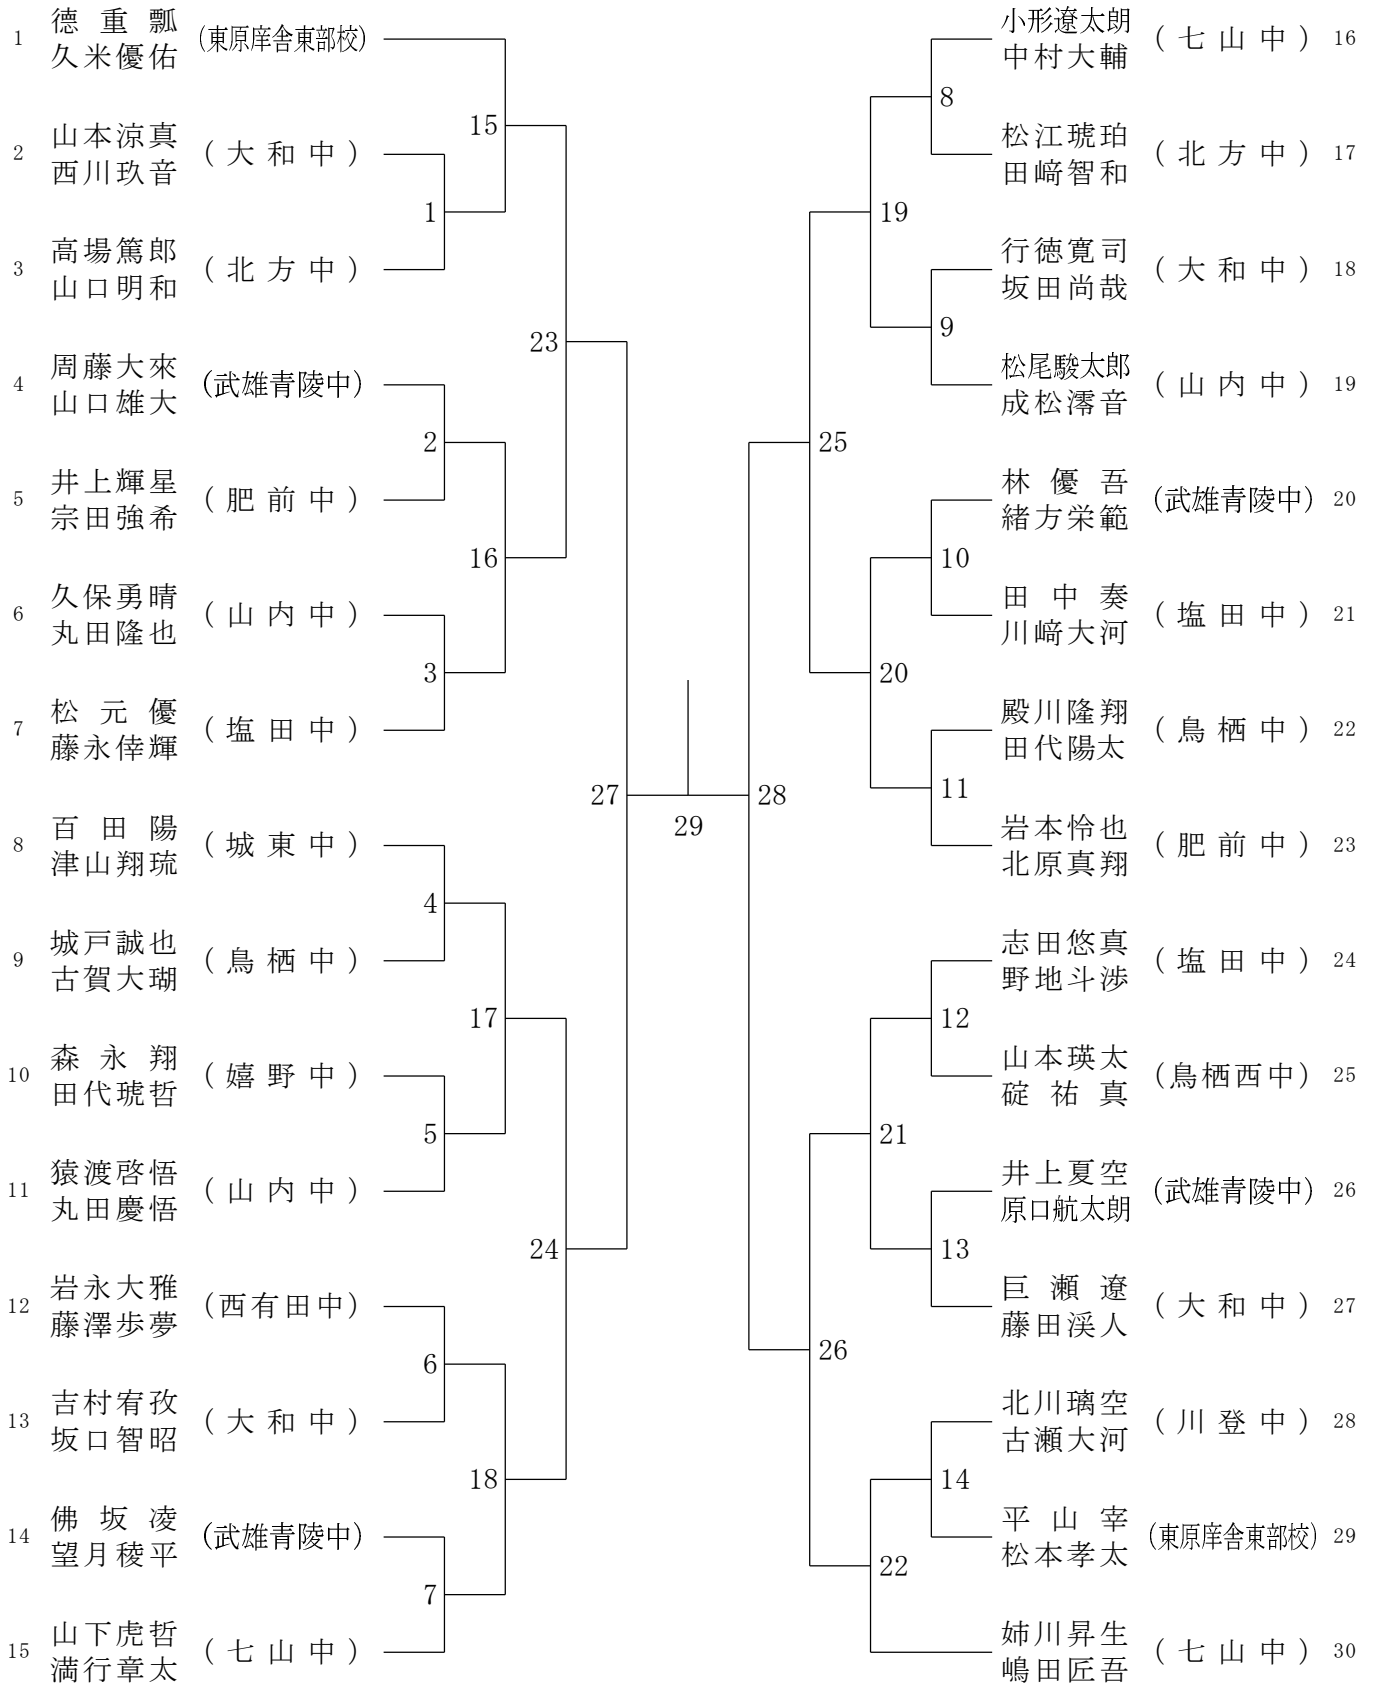 1 德重瓢 久米優佑 (東原庠舎東部校)
2 山本涼真 西川玖音 (大和中)
3 高場篤郎 山口明和 (北方中)
4 周藤大來 山口雄大 (武雄青陵中)
5 井上輝星 宗田強希 (肥前中)
6 久保勇晴 丸田隆也 (山内中)
7 松元優 藤永倖輝 (塩田中)
8 百田陽 津山翔琉 (城東中)
9 城戸誠也 古賀大瑚 (鳥栖中)
10 森永翔 田代琥哲 (嬉野中)
11 猿渡啓悟 丸田慶悟 (山内中)
12 岩永大雅 藤澤歩夢 (西有田中)
13 吉村宥孜 坂口智昭 (大和中)
14 佛坂凌 望月稜平 (武雄青陵中)
15 山下虎哲 満行章太 (七山中)
1
2
3
4
5
6
7
15
16
17
18
23
24
27
29
28
25
26
19
20
21
22
8
9
10
11
12
13
14
小形遼太朗 中村大輔 (七山中) 16
松江琥珀 田﨑智和 (北方中) 17
行徳寛司 坂田尚哉 (大和中) 18
松尾駿太郎 成松澪音 (山内中) 19
林優吾 緒方栄範 (武雄青陵中) 20
田中奏 川﨑大河 (塩田中) 21
殿川隆翔 田代陽太 (鳥栖中) 22
岩本怜也 北原真翔 (肥前中) 23
志田悠真 野地斗渉 (塩田中) 24
山本瑛太 碇祐真 (鳥栖西中) 25
井上夏空 原口航太朗 (武雄青陵中) 26
巨瀬遼 藤田渓人 (大和中) 27
北川璃空 古瀬大河 (川登中) 28
平山宰 松本孝太 (東原庠舎東部校) 29
姉川昇生 嶋田匠吾 (七山中) 30